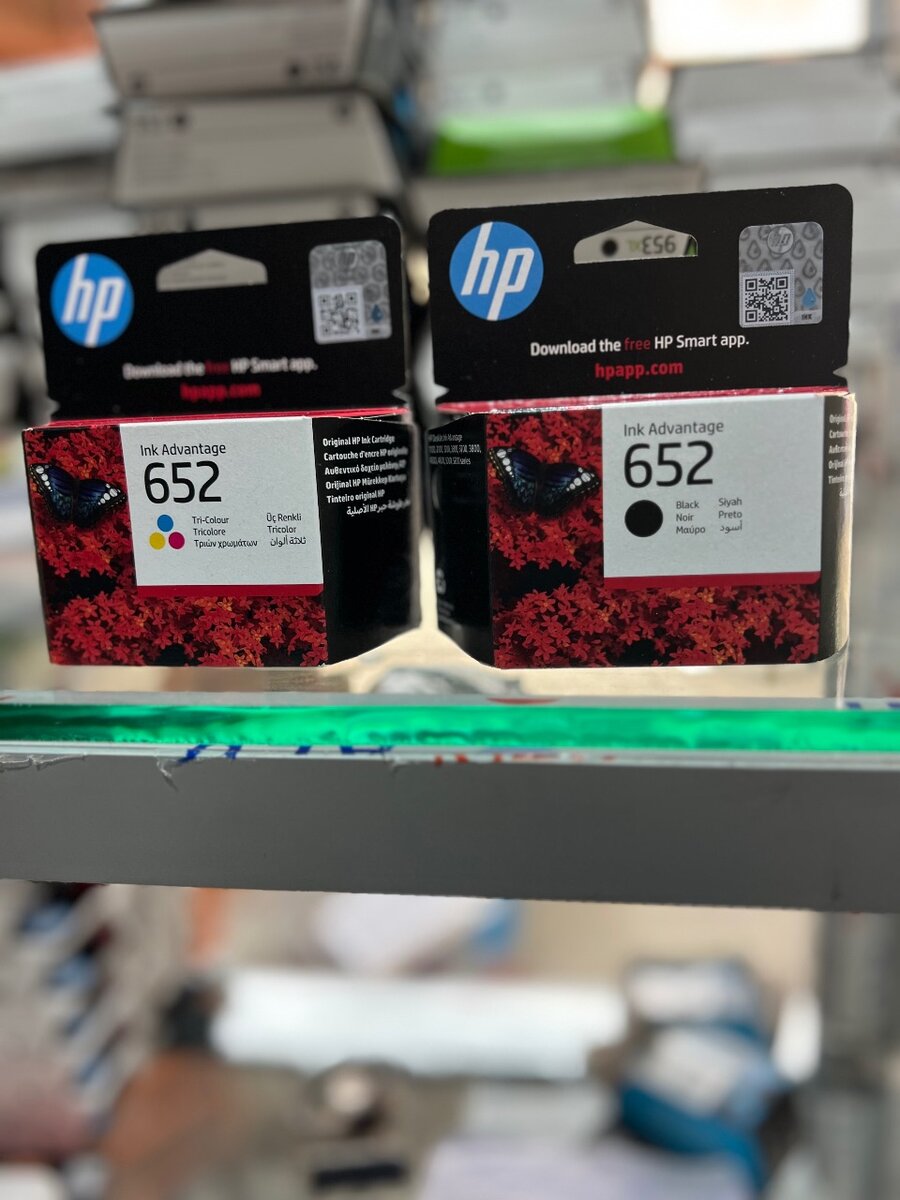 hp
Download the free HP Smart app.
hpapp.com
Ink Advantage
652
Tri-Colour
Tricolore
Τριών χρωμάτων
Üç Renkli
Tricolor
ثلاثة ألوان
Original HP Ink Cartridge
Cartouche d'encre HP originale
Αυθεντικό δοχείο μελάνης HP
Orijinal HP Mürekkep Kartuşu
Tinteiro original HP
hp
953XL
hp
INK
Download the free HP Smart app.
hpapp.com
Ink Advantage
652
Black
Noir
Μαύρο
Siyah
Preto
أسود